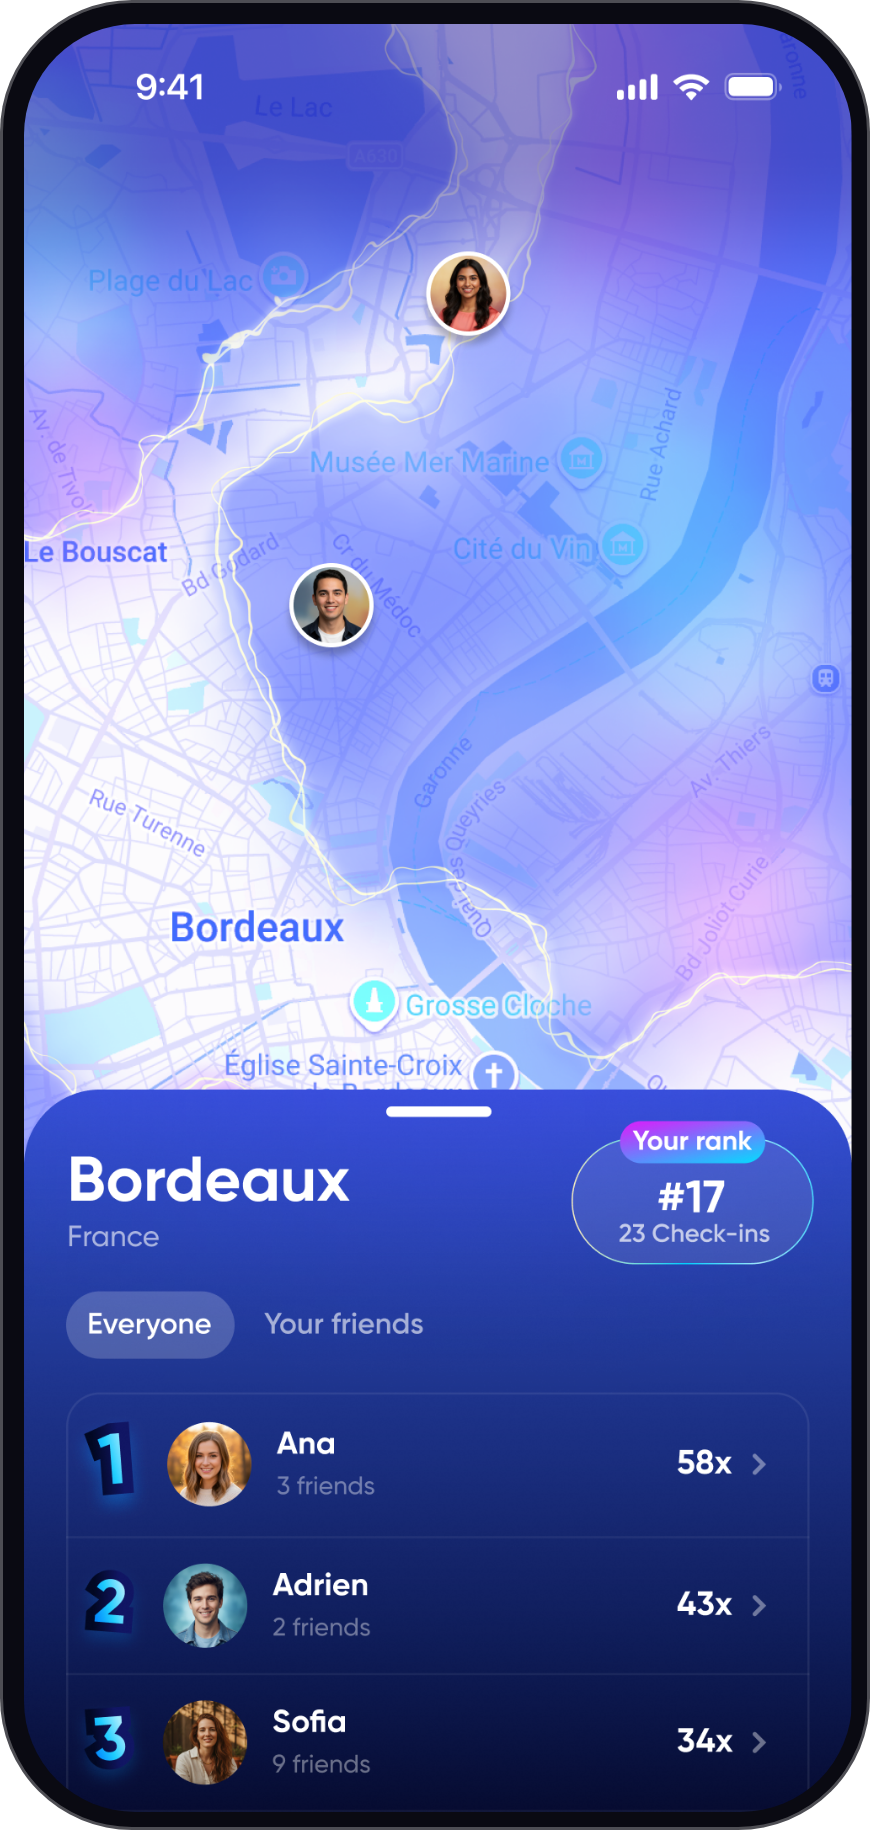 9:41
Le Lac
A630
Garonne
Plage du Lac
Av. de Tivoli
Musée Mer Marine
Rue Achard
Le Bouscat
Bd Godard
Cr du Médoc
Cité du Vin
Garonne
Av. Thiers
Rue Turenne
Quai des Queyries
Bd Joliot Curie
Bordeaux
Grosse Cloche
Église Sainte-Croix
de Bordeaux
Bordeaux
France
Your rank
#17
23 Check-ins
Everyone
Your friends
1
Ana
3 friends
58x
2
Adrien
2 friends
43x
3
Sofia
9 friends
34x